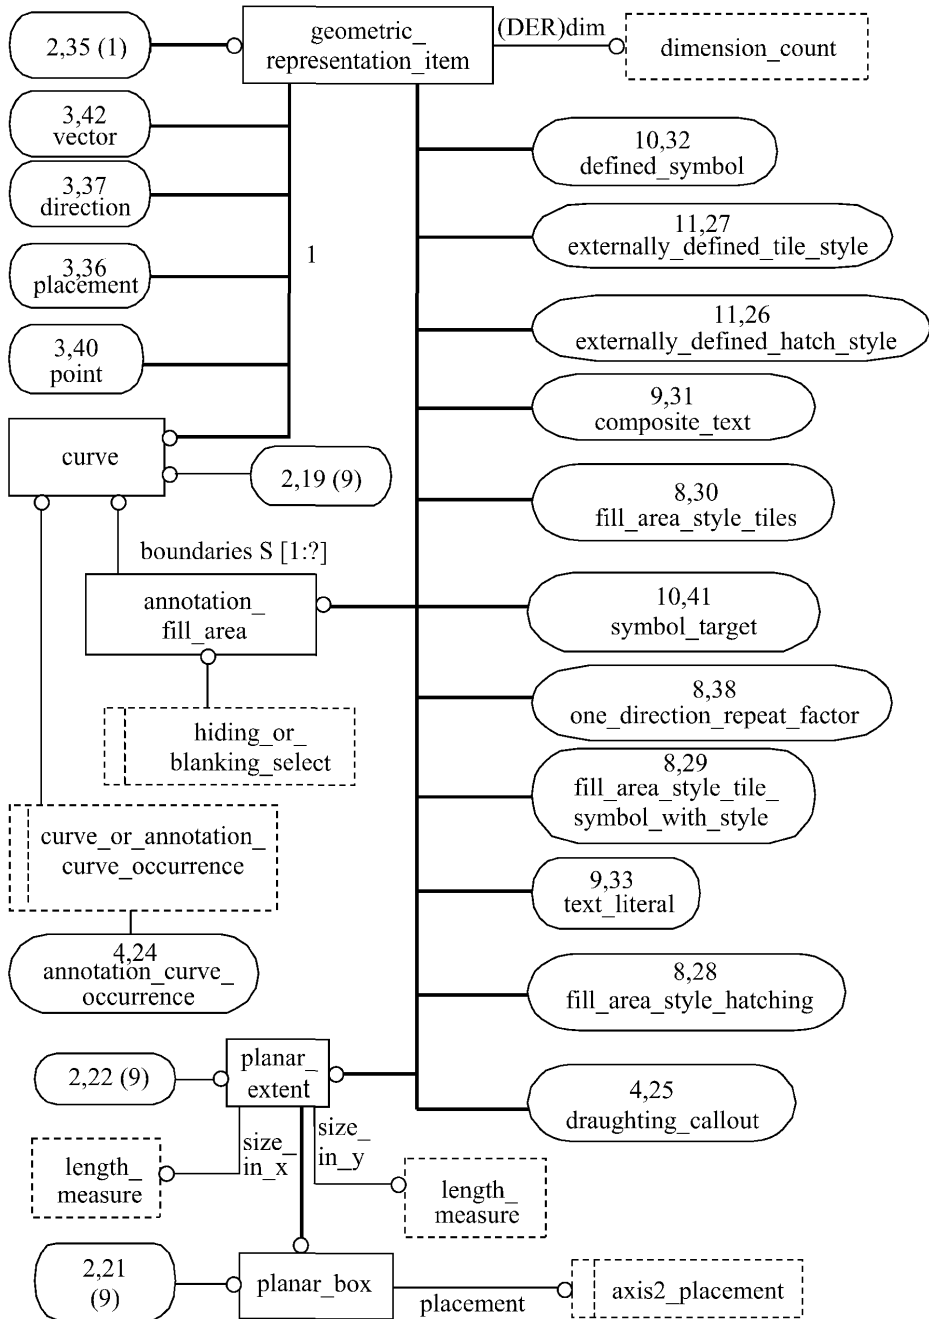 2,35 (1)
geometric_
representation_item
(DER)dim
dimension_count
3,42
vector
3,37
direction
3,36
placement
3,40
point
1
10,32
defined_symbol
11,27
externally_defined_tile_style
11,26
externally_defined_hatch_style
9,31
composite_text
curve
2,19 (9)
8,30
fill_area_style_tiles
boundaries S [1:?]
annotation_
fill_area
10,41
symbol_target
hiding_or_
blanking_select
8,38
one_direction_repeat_factor
8,29
fill_area_style_tile_
symbol_with_style
curve_or_annotation_
curve_occurrence
9,33
text_literal
4,24
annotation_curve_
occurrence
8,28
fill_area_style_hatching
2,22 (9)
planar_
extent
4,25
draughting_callout
size_
in_x
size_
in_y
length_
measure
length_
measure
2,21
(9)
planar_box
placement
axis2_placement